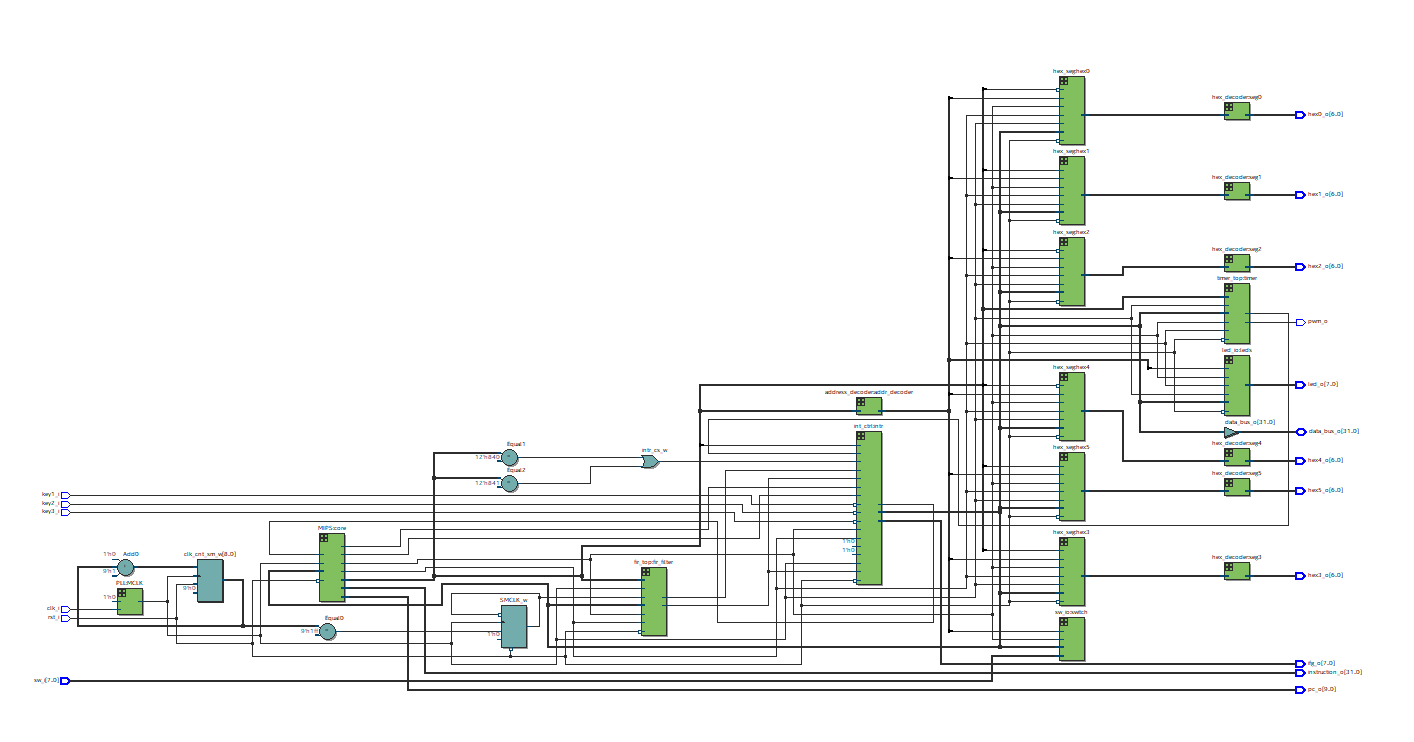 hex_seg:hex0
hex_decoder:seg0
hex0_o[6..0]
hex_seg:hex1
hex_decoder:seg1
hex1_o[6..0]
hex_seg:hex2
hex_decoder:seg2
hex2_o[6..0]
timer_top:timer
pwm_o
led_io:leds
hex_seg:hex4
led_o[7..0]
address_decoder:addr_decoder
data_bus_o[31..0]
data_bus_o[31..0]
int_ctrl:intr
Equal1
12'h840
intr_cs_w
hex_seg:hex5
hex_decoder:seg4
hex4_o[6..0]
Equal2
12'h841
hex_decoder:seg5
hex5_o[6..0]
key1_i
key2_i
key3_i
MIPS:core
hex_seg:hex3
1'h0
1'h0
1'h0
Add0
9'h1
clk_cnt_sm_w[8..0]
9'h0
fir_top:fir_filter
hex_decoder:seg3
hex3_o[6..0]
PLL:MCLK
1'h0
clk_i
rst_i
SMCLK_w
1'h0
Equal0
9'h1ff
sw_io:switch
ifg_o[7..0]
instruction_o[31..0]
sw_i[7..0]
pc_o[9..0]